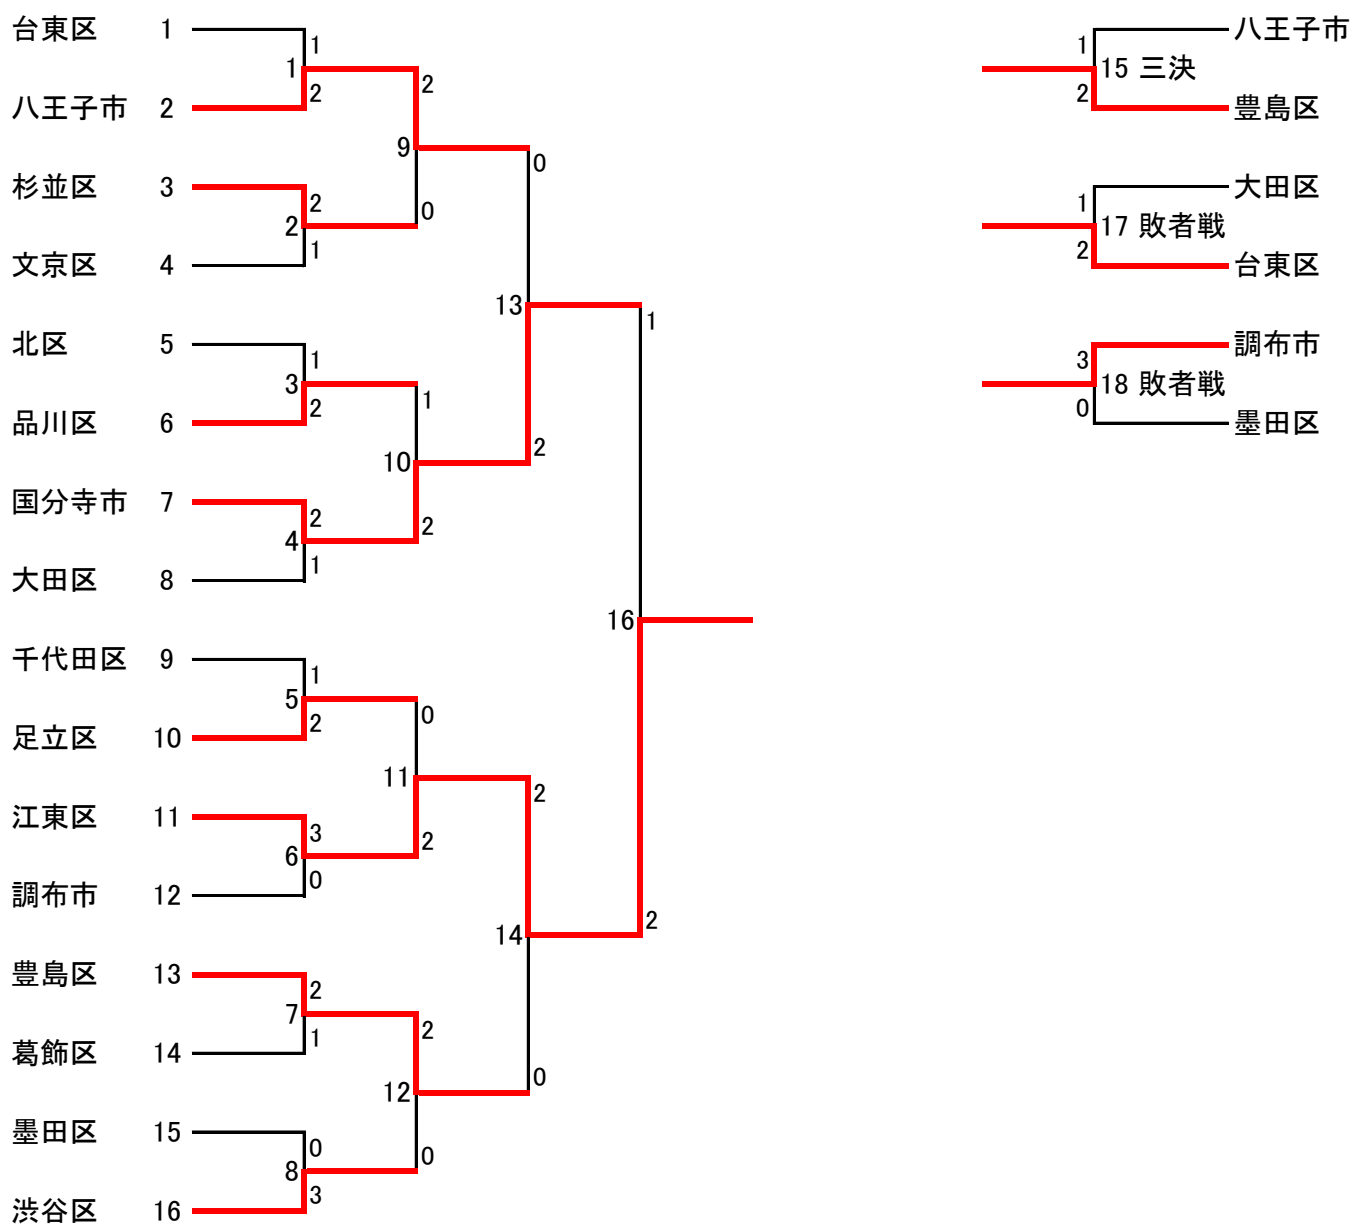 台東区 1
1
1
2
八王子市 2
2
9
0
杉並区 3
2
2
1
文京区 4
0
13
2
北区 5
1
3
2
品川区 6
1
10
2
国分寺市 7
2
4
1
大田区 8
1
16
2
千代田区 9
1
5
2
足立区 10
0
11
2
江東区 11
3
6
0
調布市 12
2
14
0
豊島区 13
2
7
1
葛飾区 14
2
12
0
墨田区 15
0
8
3
渋谷区 16
八王子市
1
15 三決
2
豊島区
大田区
1
17 敗者戦
2
台東区
調布市
3
18 敗者戦
0
墨田区